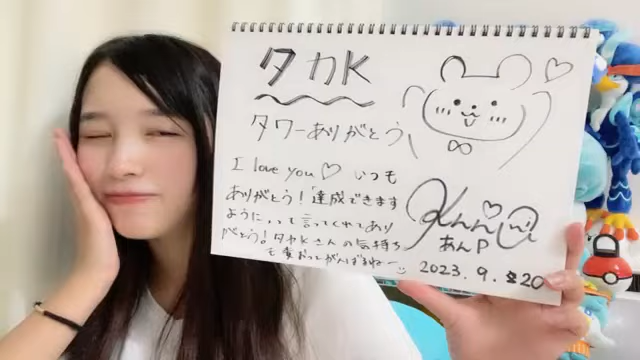 タカK
タワーありがとう
I love you♡ いつも
ありがとう!「達成できます
ように」って言ってくれてあり
がとう!タカKさんの気持ち
も背おってがんばるねー
あんP
2023.9.20